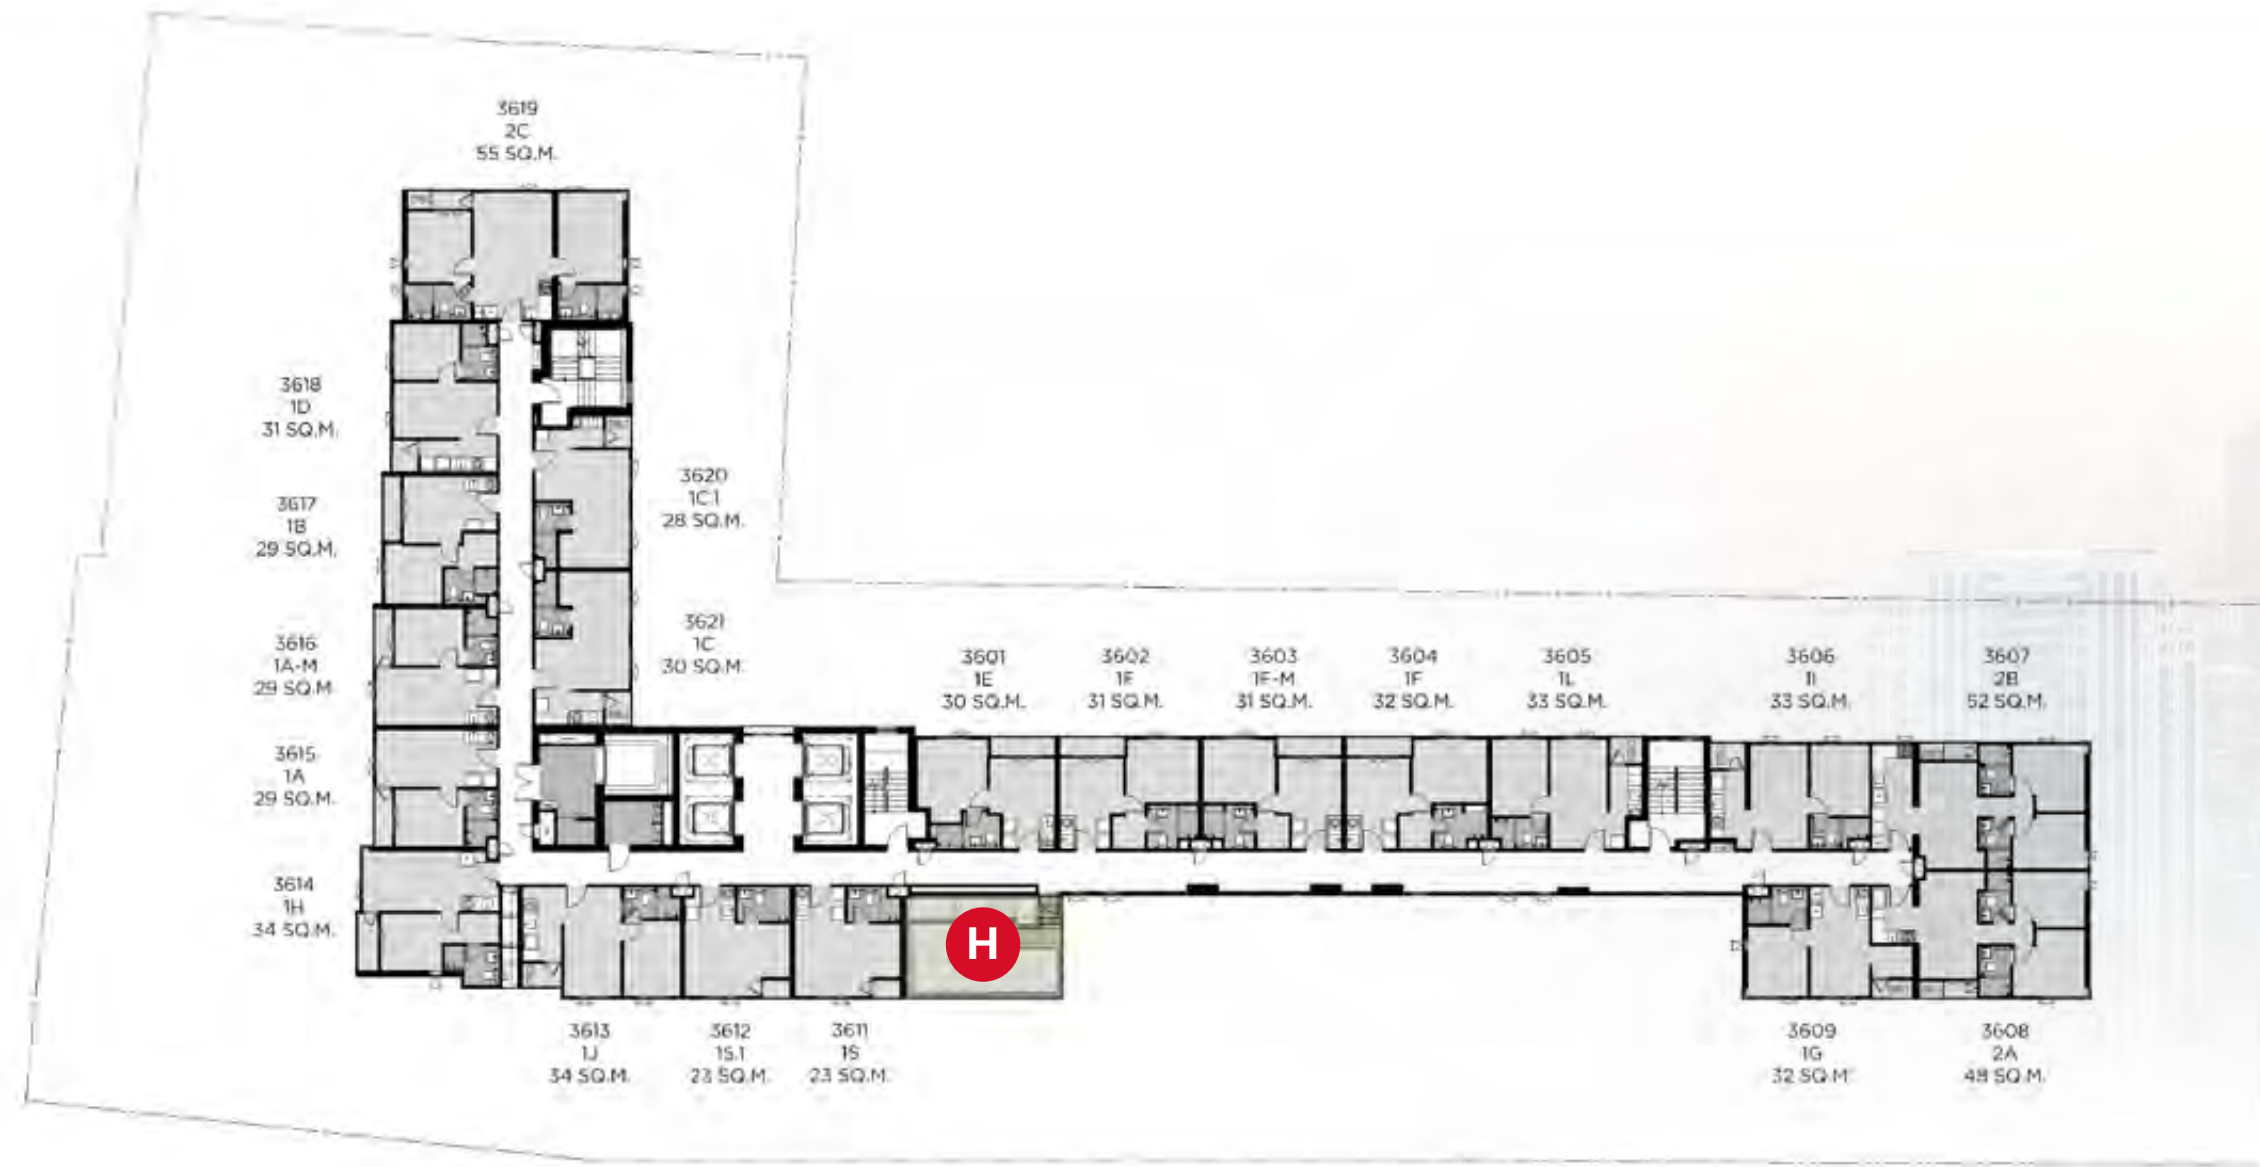 3619
2C
55 SQ.M.
3618
1D
31 SQ.M.
3620
1C.1
28 SQ.M.
3617
1B
29 SQ.M.
3616
1A-M
29 SQ.M
3621
1C
30 SQ.M.
3601
1E
30 SQ.M.
3602
1F
31 SQ.M.
3603
1F-M
31 SQ.M.
3604
1F
32 SQ.M.
3605
1L
33 SQ.M.
3606
1I
33 SQ.M.
3607
2B
52 SQ.M.
3615
1A
29 SQ.M.
3614
1H
34 SQ.M.
H
3613
1J
34 SQ.M.
3612
1S.1
23 SQ.M.
3611
1S
23 SQ.M.
3609
1G
32 SQ.M
3608
2A
48 SQ.M.